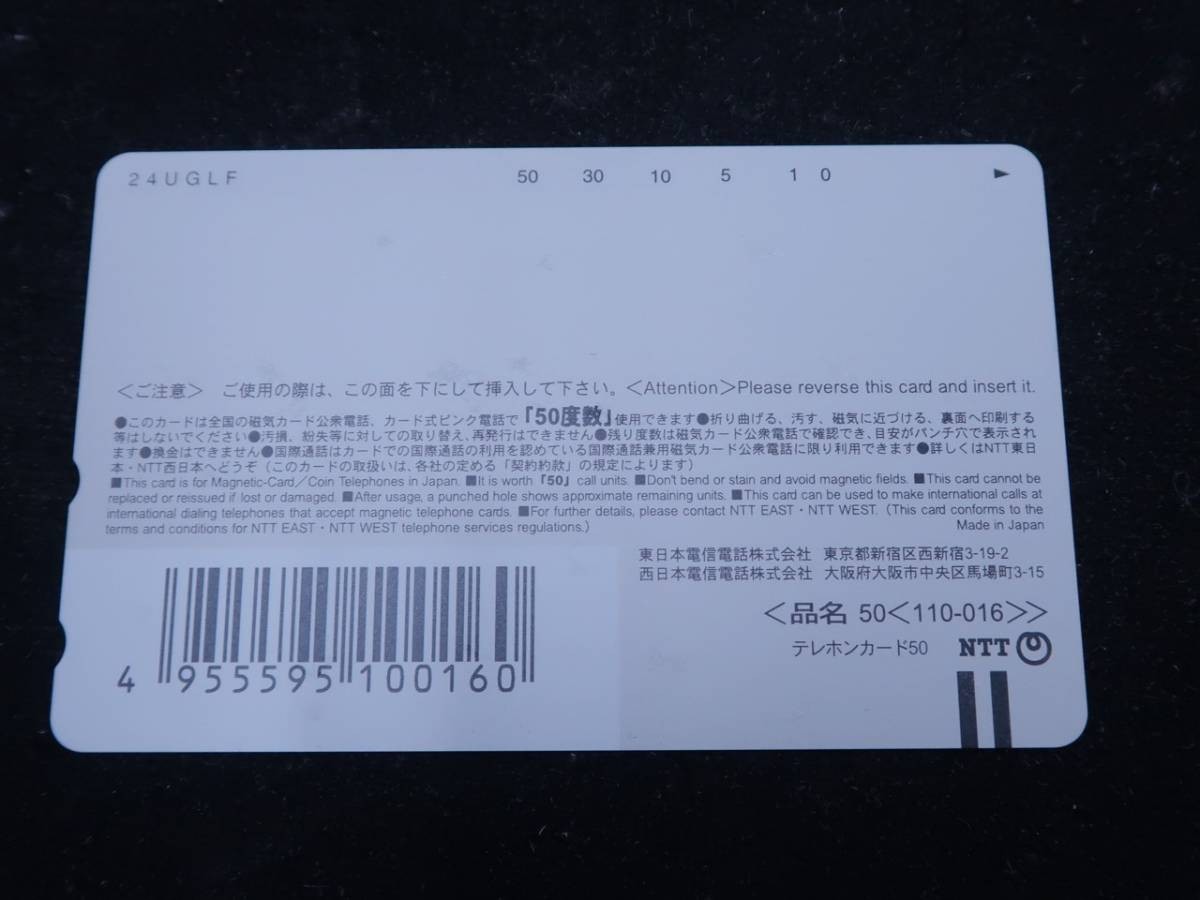 24UGLF 50 30 10 5 1 0 ►
＜ご注意＞ ご使用の際は、この面を下にして挿入して下さい。＜Attention＞Please reverse this card and insert it.
●このカードは全国の磁気カード公衆電話、カード式ピンク電話で「50度数」使用できます●折り曲げる、汚す、磁気に近づける、裏面へ印刷する
等はしないでください●汚損、紛失等に対しての取り替え、再発行はできません●残り度数は磁気カード公衆電話で確認でき、目安がパンチ穴で表示され
ます●換金はできません●国際通話はカードでの国際通話の利用を認めている国際通話兼用磁気カード公衆電話に限り利用できます●詳しくはNTT東日
本・NTT西日本へどうぞ（このカードの取扱いは、各社の定める「契約約款」の規定によります）
■This card is for Magnetic-Card／Coin Telephones in Japan. ■It is worth「50」call units. ■Don't bend or stain and avoid magnetic fields. ■This card cannot be
replaced or reissued if lost or damaged. ■After usage, a punched hole shows approximate remaining units. ■This card can be used to make international calls at
international dialing telephones that accept magnetic telephone cards. ■For further details, please contact NTT EAST・NTT WEST. (This card conforms to the
terms and conditions for NTT EAST・NTT WEST telephone services regulations.) Made in Japan
東日本電信電話株式会社 東京都新宿区西新宿3-19-2
西日本電信電話株式会社 大阪府大阪市中央区馬場町3-15
＜品名 50＜110-016＞＞
テレホンカード50 NTT
4 955595 100160